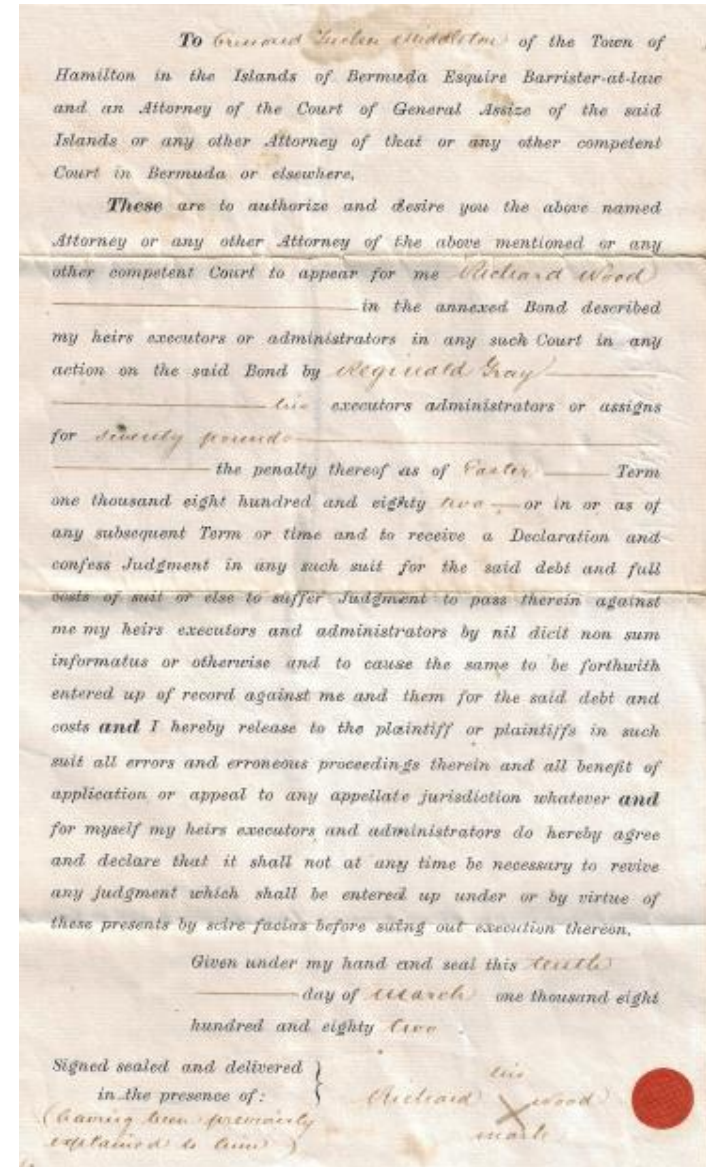 To Lucelen Middleton of the Town of
Hamilton in the Islands of Bermuda Esquire Barrister-at-law
and an Attorney of the Court of General Assize of the said
Islands or any other Attorney of that or any other competent
Court in Bermuda or elsewhere.
These are to authorize and desire you the above named
Attorney or any other Attorney of the above mentioned or any
other competent Court to appear for me Richard Wood
in the annexed Bond described
my heirs executors or administrators in any such Court in any
action on the said Bond by Reginald Gray
his executors administrators or assigns
for seventy pounds
the penalty thereof as of Easter Term
one thousand eight hundred and eighty two or in or as of
any subsequent Term or time and to receive a Declaration and
confess Judgment in any such suit for the said debt and full
costs of suit or else to suffer Judgment to pass therein against
me my heirs executors and administrators by nil dicit non sum
informatus or otherwise and to cause the same to be forthwith
entered up of record against me and them for the said debt and
costs and I hereby release to the plaintiff or plaintiffs in such
suit all errors and erroneous proceedings therein and all benefit of
application or appeal to any appellate jurisdiction whatever and
for myself my heirs executors and administrators do hereby agree
and declare that it shall not at any time be necessary to revive
any judgment which shall be entered up under or by virtue of
these presents by scire facias before suing out execution thereon.
Given under my hand and seal this tenth
day of March one thousand eight
hundred and eighty two
Signed sealed and delivered }
in the presence of:
his
Richard X Wood
mark
(having been previously
explained to him)